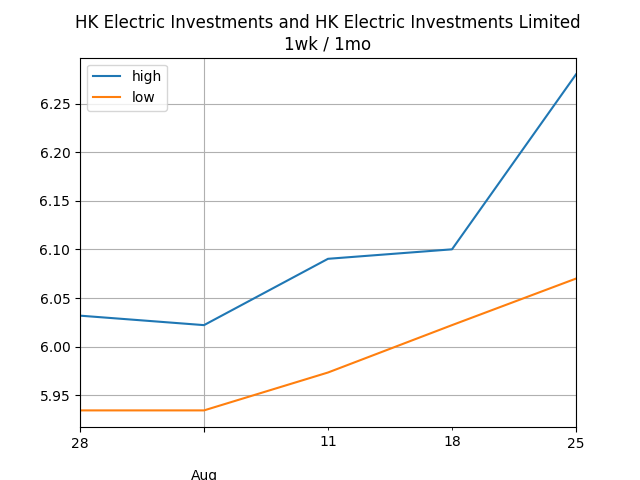 HK Electric Investments and HK Electric Investments Limited
1wk / 1mo
high
low
6.25
6.20
6.15
6.10
6.05
6.00
5.95
28
11
18
25
Aug